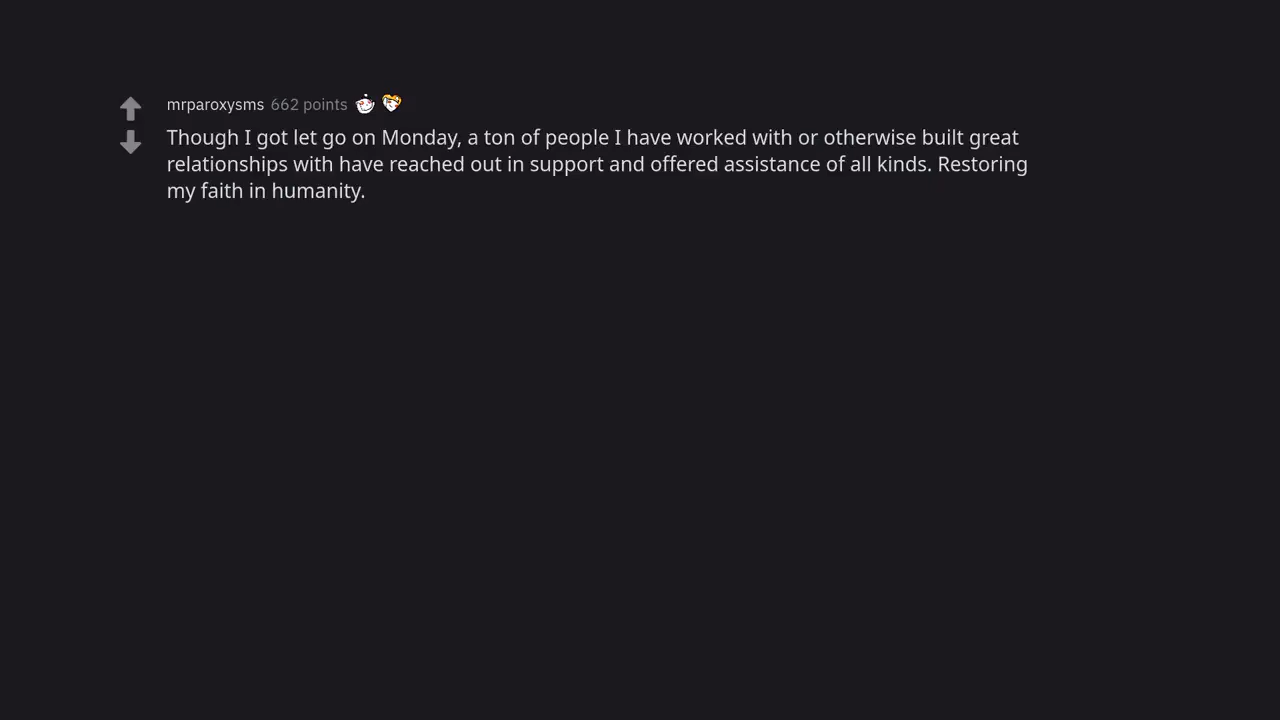 mrparoxysms 662 points
Though I got let go on Monday, a ton of people I have worked with or otherwise built great
relationships with have reached out in support and offered assistance of all kinds. Restoring
my faith in humanity.